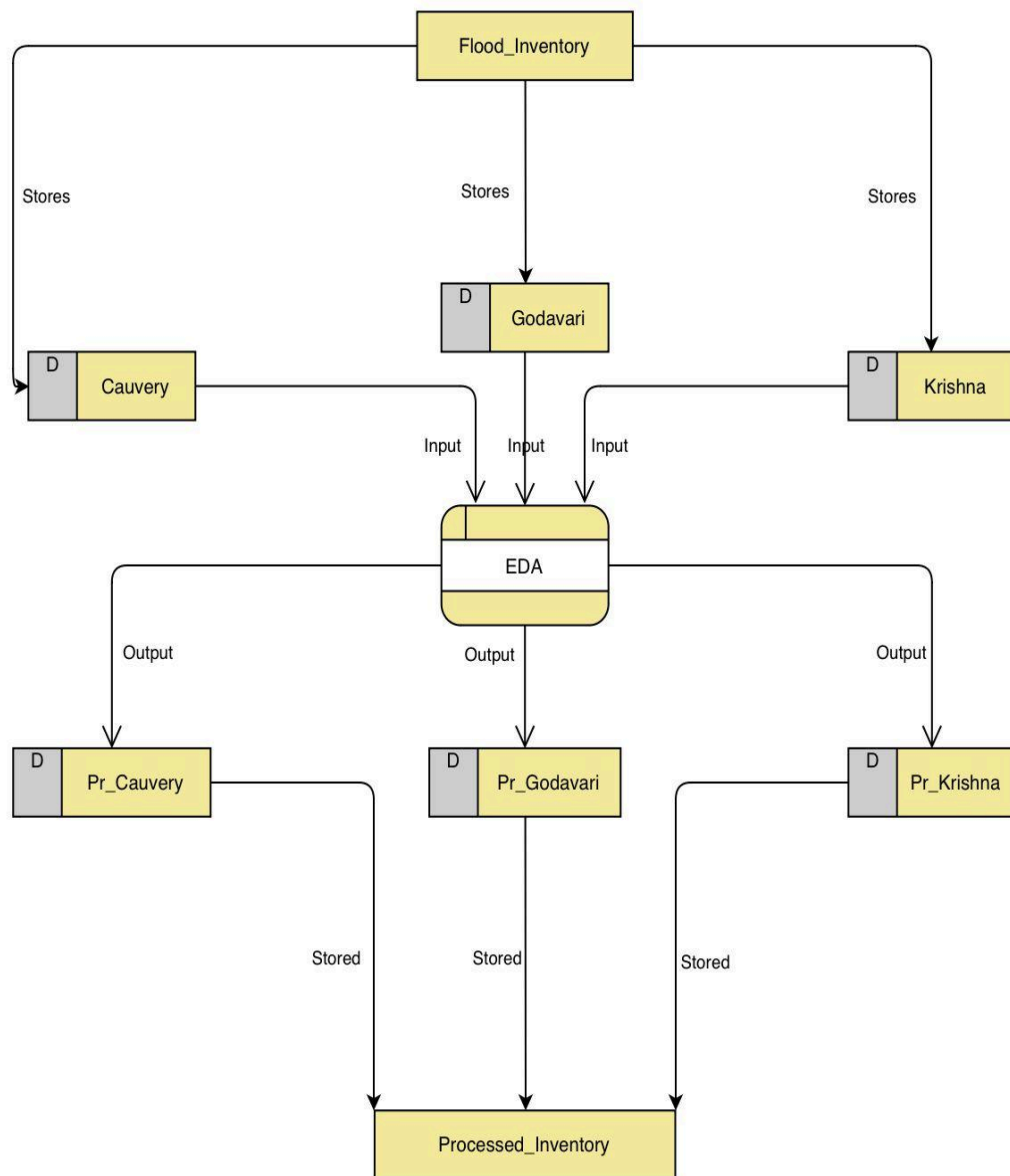 Flood_Inventory
Stores
Stores
Stores
D
Godavari
D
Cauvery
D
Krishna
Input
Input
Input
EDA
Output
Output
Output
D
Pr_Cauvery
D
Pr_Godavari
D
Pr_Krishna
Stored
Stored
Stored
Processed_Inventory